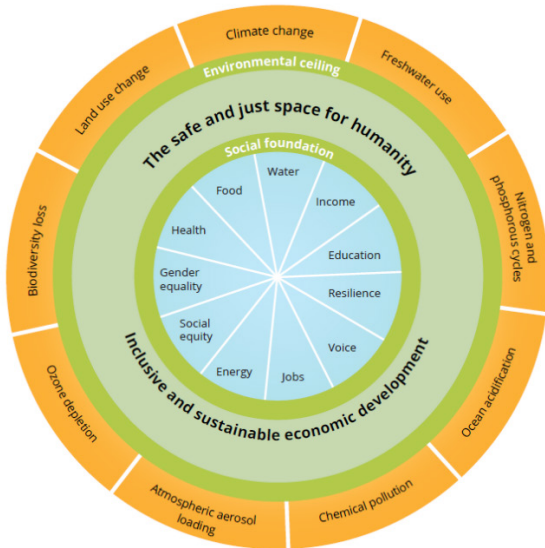 Climate change
Freshwater use
Nitrogen and
phosphorous cycles
Ocean acidification
Chemical pollution
Atmospheric aerosol
loading
Ozone depletion
Biodiversity loss
Land use change
Environmental ceiling
The safe and just space for humanity
Social foundation
Water
Income
Education
Resilience
Voice
Jobs
Energy
Social
equity
Gender
equality
Health
Food
Inclusive and sustainable economic development